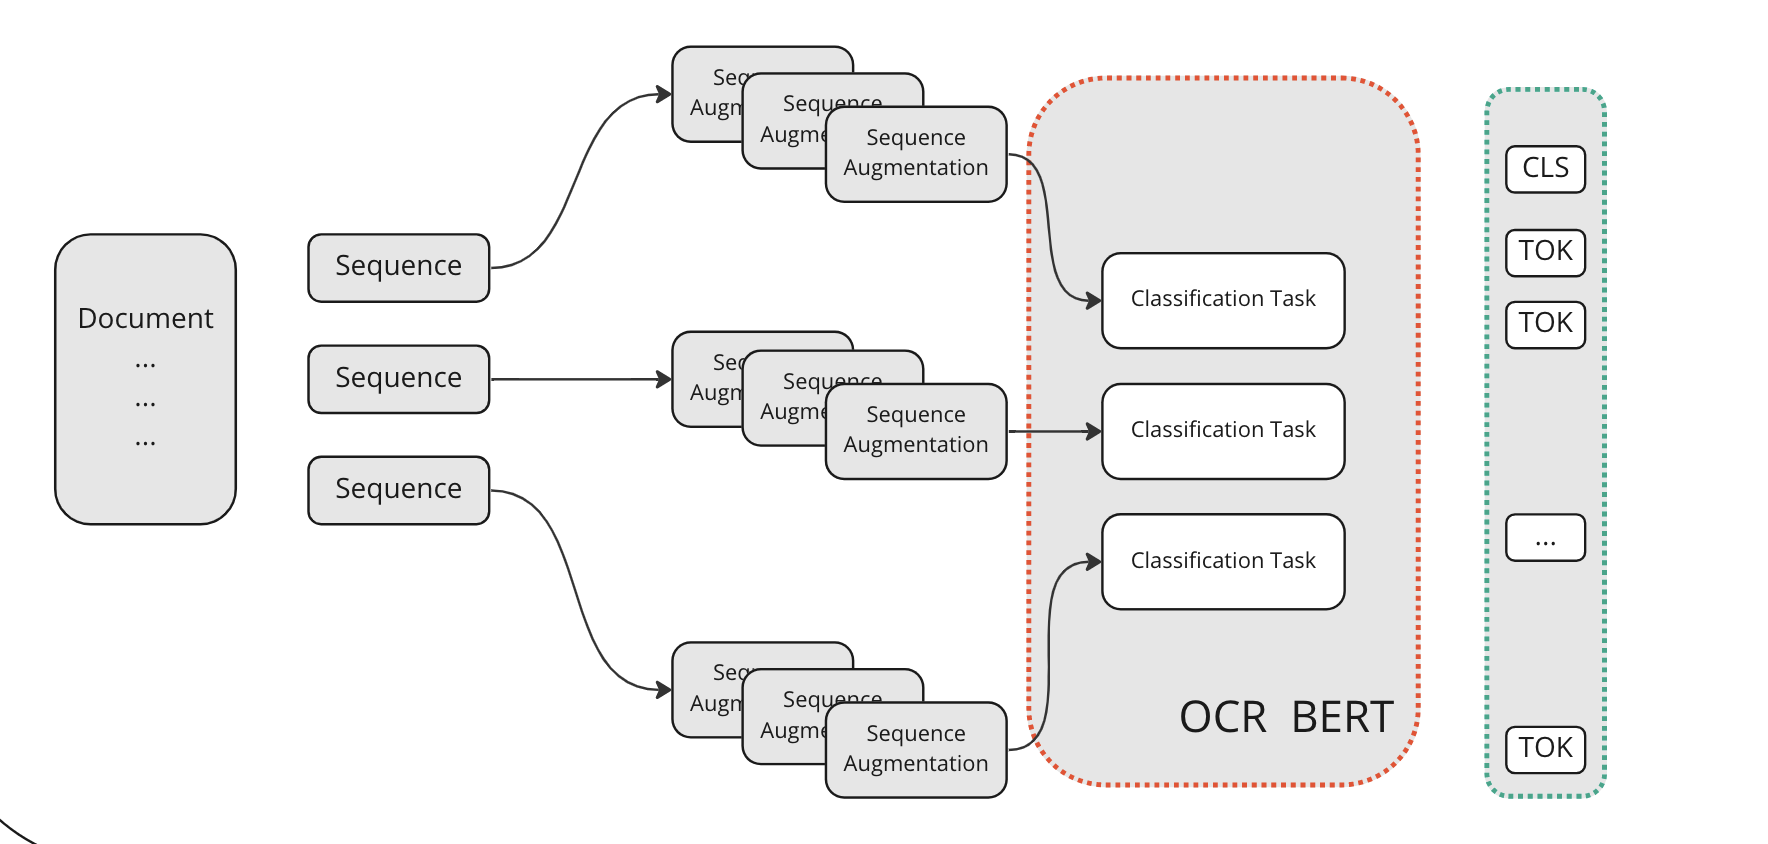 Document
...
...
...
Sequence
Sequence
Sequence
Seq
Augm
Sequence
Augme
Sequence
Augmentation
Seq
Augm
Sequence
Augme
Sequence
Augmentation
Seq
Augm
Sequence
Augme
Sequence
Augmentation
Classification Task
Classification Task
Classification Task
OCR BERT
CLS
TOK
TOK
...
TOK